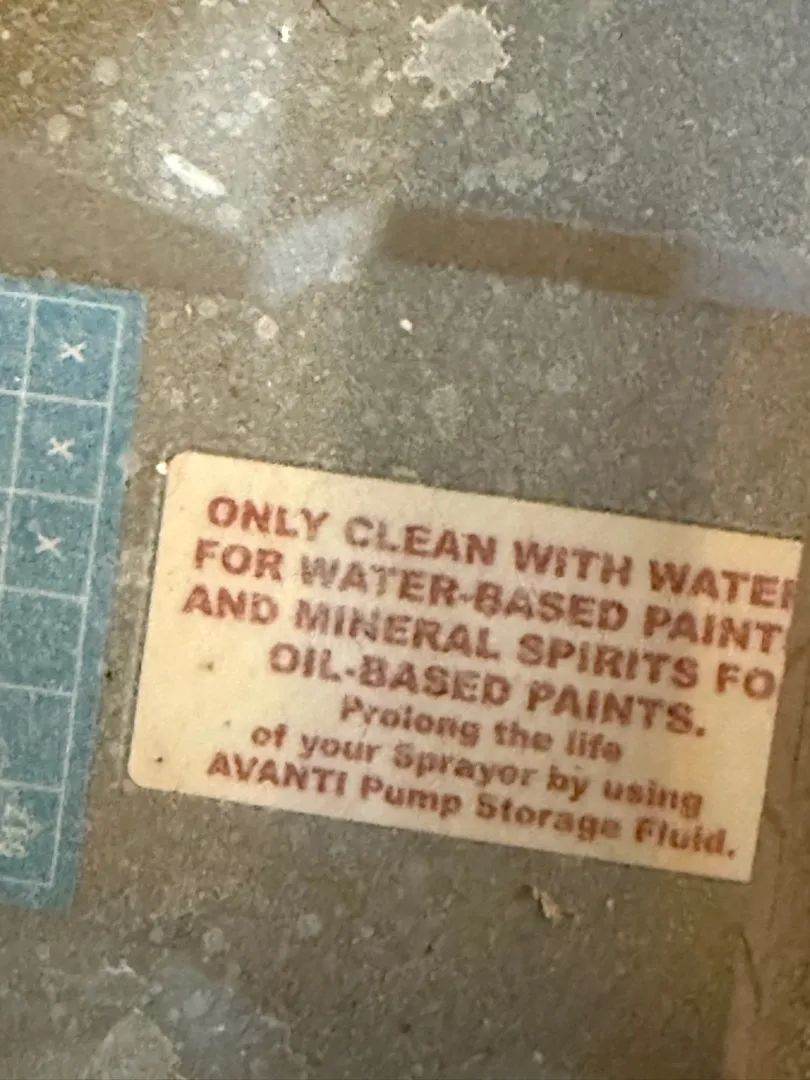 ONLY CLEAN WITH WATER
FOR WATER-BASED PAINT
AND MINERAL SPIRITS FO
OIL-BASED PAINTS.
Prolong the life
of your Sprayer by using
AVANTI Pump Storage Fluid.